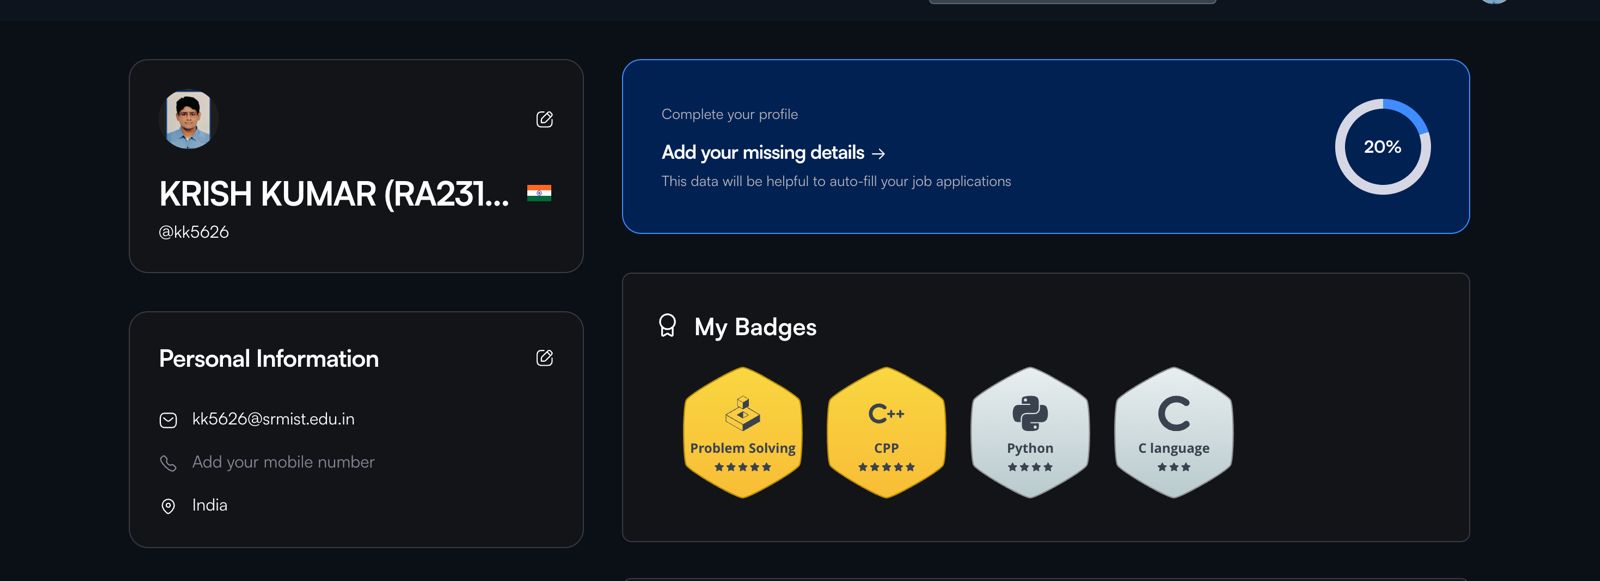 KRISH KUMAR (RA231...
@kk5626
Personal Information
kk5626@srmist.edu.in
Add your mobile number
India
Complete your profile
Add your missing details →
This data will be helpful to auto-fill your job applications
20%
My Badges
Problem Solving
C++
CPP
Python
C
C language